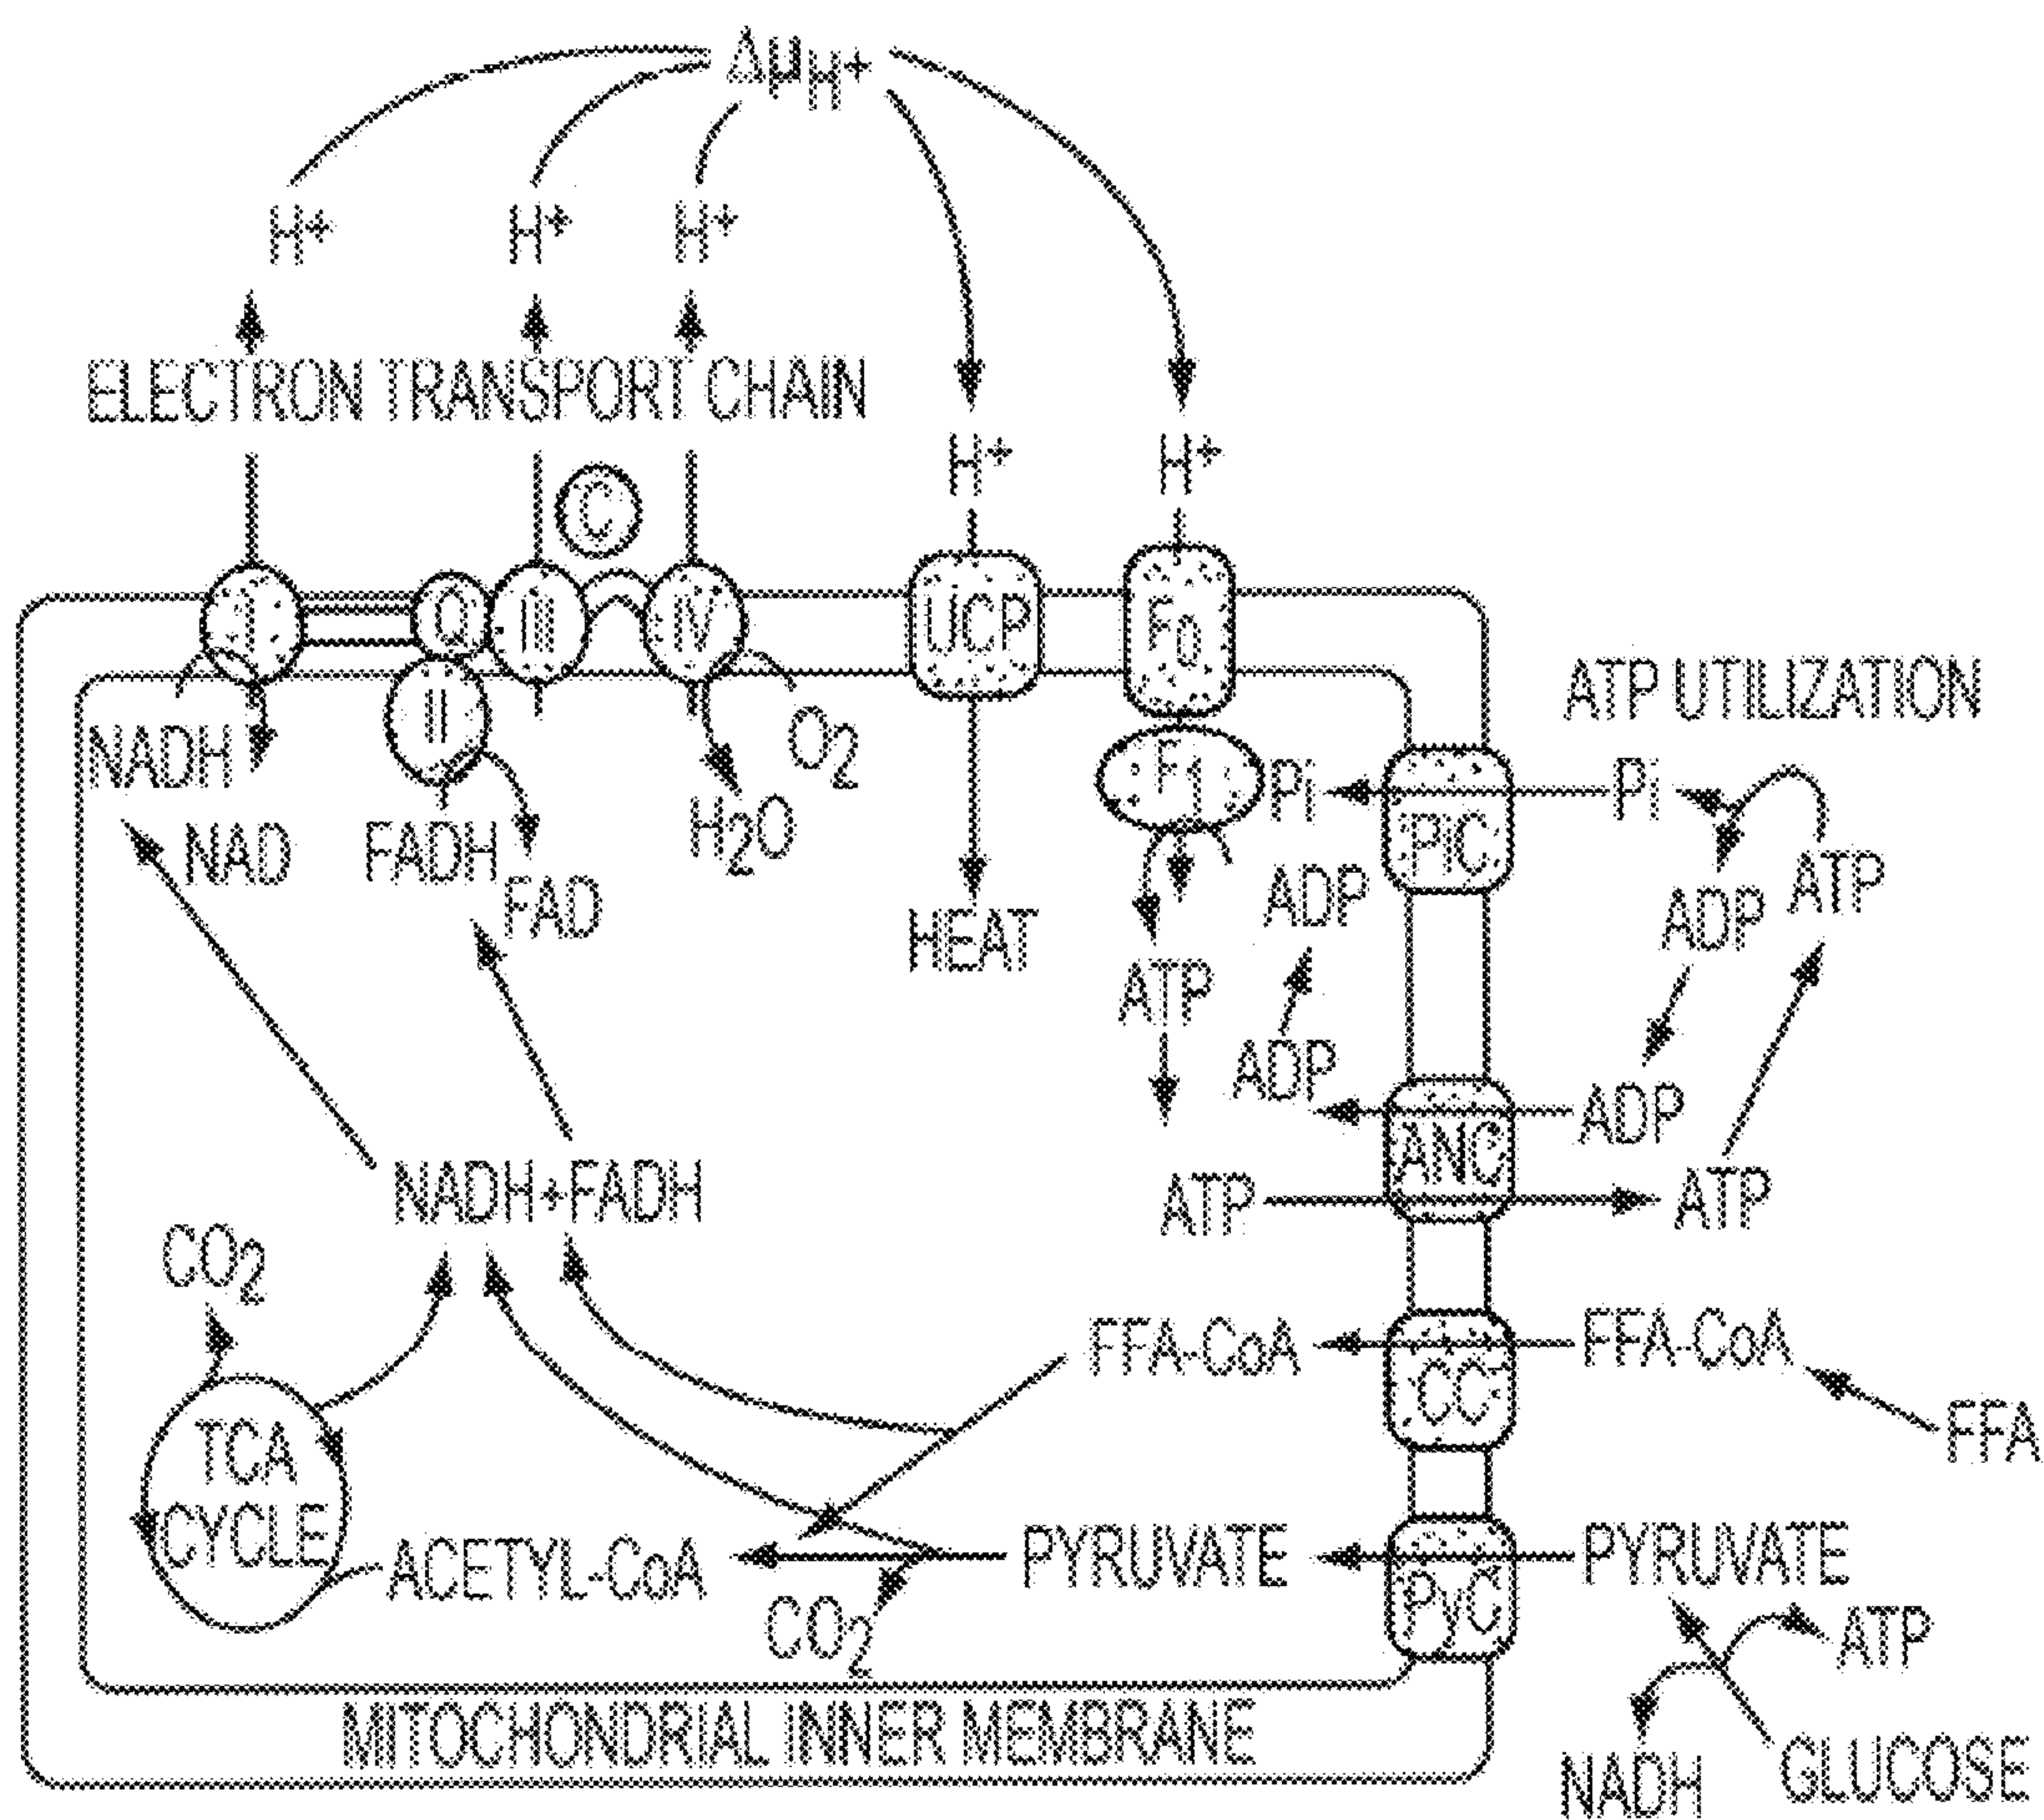 ΔμH+
H+ H+ H+
ELECTRON TRANSPORT CHAIN
H+ H+
C
I Q III IV UCP F0
II
ATP UTILIZATION
NADH O2 F1 Pi PiC Pi
NAD FADH H2O
FAD HEAT ADP ADP ATP
ATP
ADP ANC ADP
NADH+FADH ATP ATP
CO2
FFA-CoA CC FFA-CoA
FFA
TCA
CYCLE
ACETYL-CoA PYRUVATE PyC PYRUVATE
CO2 ATP
MITOCHONDRIAL INNER MEMBRANE
NADH GLUCOSE